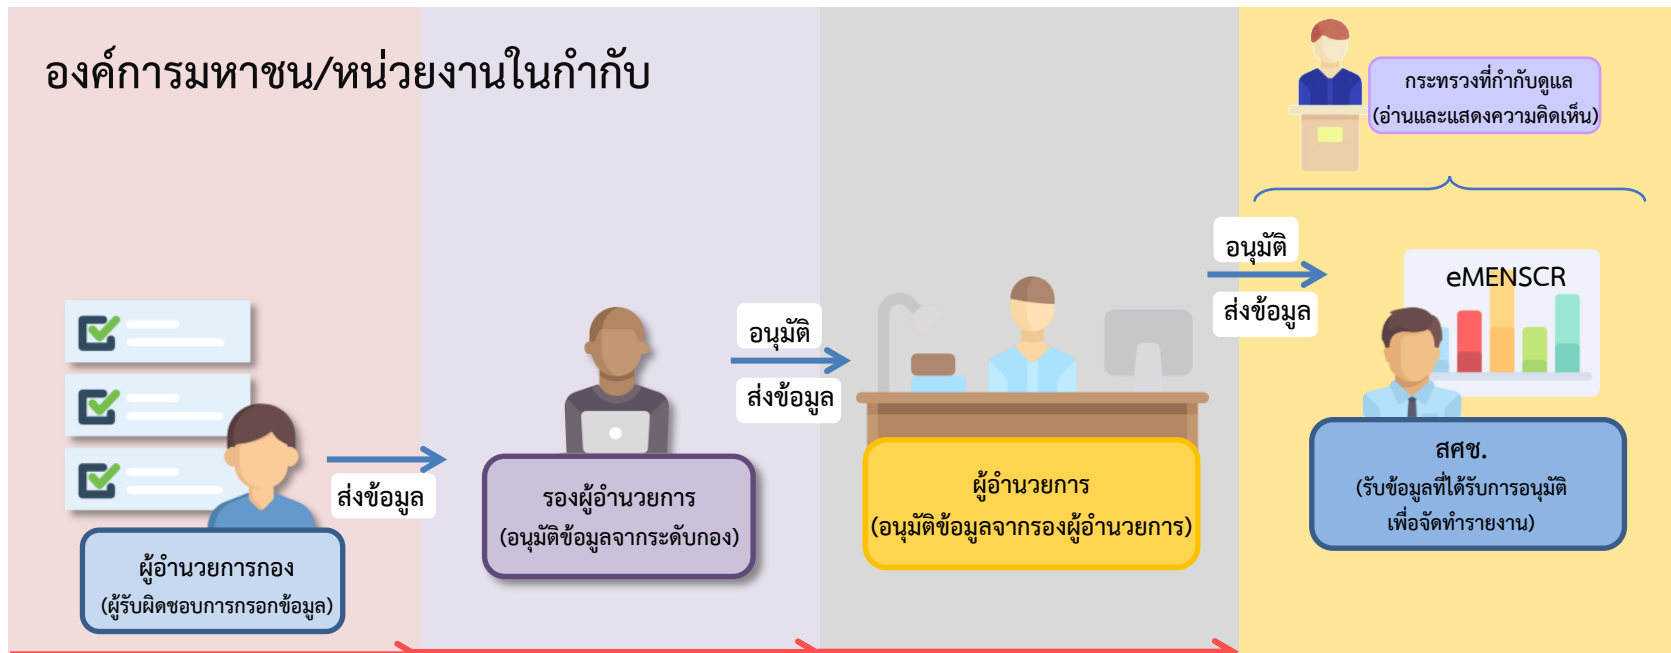 องค์การมหาชน/หน่วยงานในกำกับ
กระทรวงที่กำกับดูแล
(อ่านและแสดงความคิดเห็น)
อนุมัติ
ส่งข้อมูล
eMENSCR
อนุมัติ
ส่งข้อมูล
ส่งข้อมูล
ผู้อำนวยการกอง
(ผู้รับผิดชอบการกรอกข้อมูล)
รองผู้อำนวยการ
(อนุมัติข้อมูลจากระดับกอง)
ผู้อำนวยการ
(อนุมัติข้อมูลจากรองผู้อำนวยการ)
สศช.
(รับข้อมูลที่ได้รับการอนุมัติ
เพื่อจัดทำรายงาน)